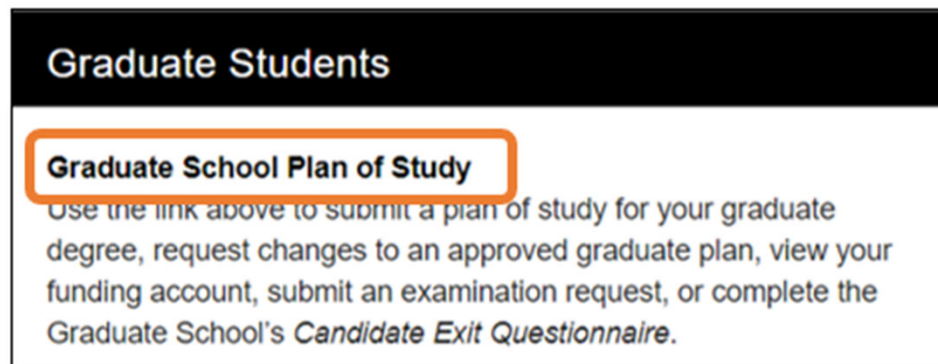 Graduate Students
Graduate School Plan of Study
Use the link above to submit a plan of study for your graduate
degree, request changes to an approved graduate plan, view your
funding account, submit an examination request, or complete the
Graduate School's Candidate Exit Questionnaire.